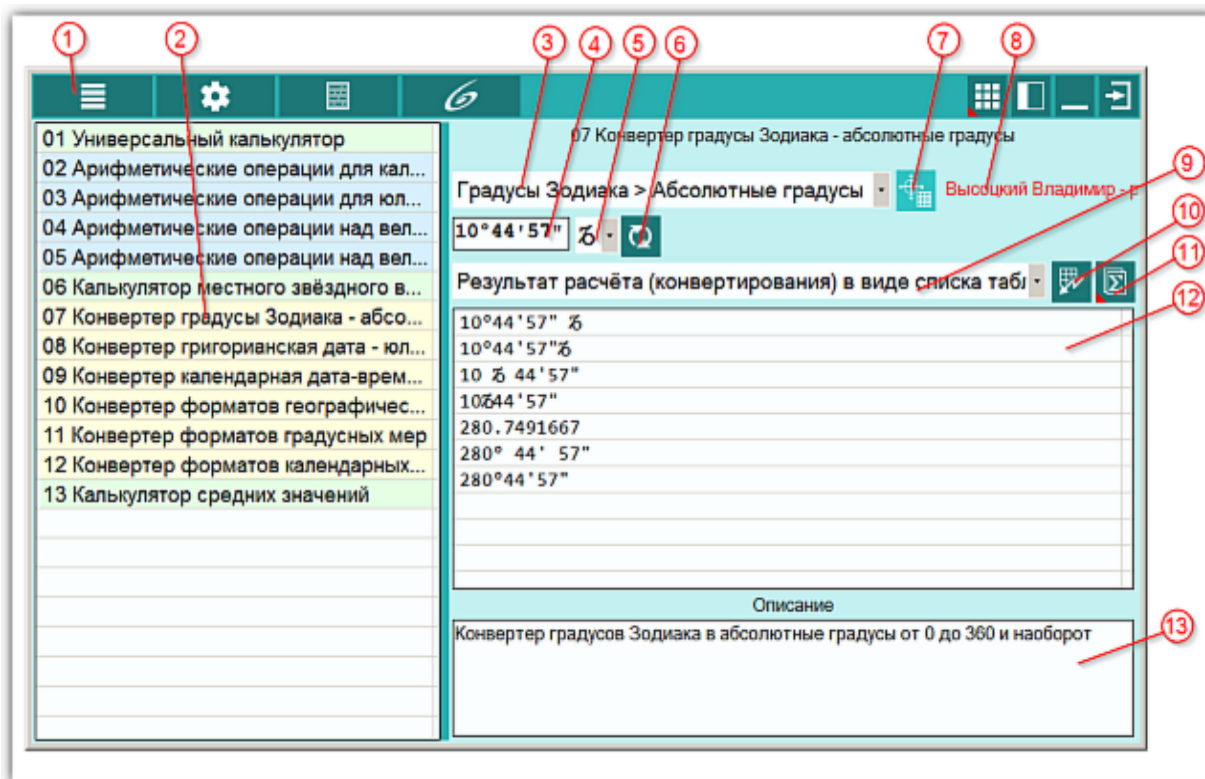 1 2 3 4 5 6 7 8
01 Универсальный калькулятор
02 Арифметические операции для кал...
03 Арифметические операции для юл...
04 Арифметические операции над вел...
05 Арифметические операции над вел...
06 Калькулятор местного звёздного в...
07 Конвертер градусы Зодиака - абсо...
08 Конвертер григорианская дата - юл...
09 Конвертер календарная дата-врем...
10 Конвертер форматов географичес...
11 Конвертер форматов градусных мер
12 Конвертер форматов календарных...
13 Калькулятор средних значений
07 Конвертер градусы Зодиака - абсолютные градусы
Градусы Зодиака > Абсолютные градусы
Высоцкий Владимир - р
9
10°44'57" ♑
10
11
Результат расчёта (конвертирования) в виде списка табл
12
10°44'57" ♑
10°44'57"♑
10 ♑ 44'57"
10♑44'57"
280.7491667
280° 44' 57"
280°44'57"
Описание
Конвертер градусов Зодиака в абсолютные градусы от 0 до 360 и наоборот
13